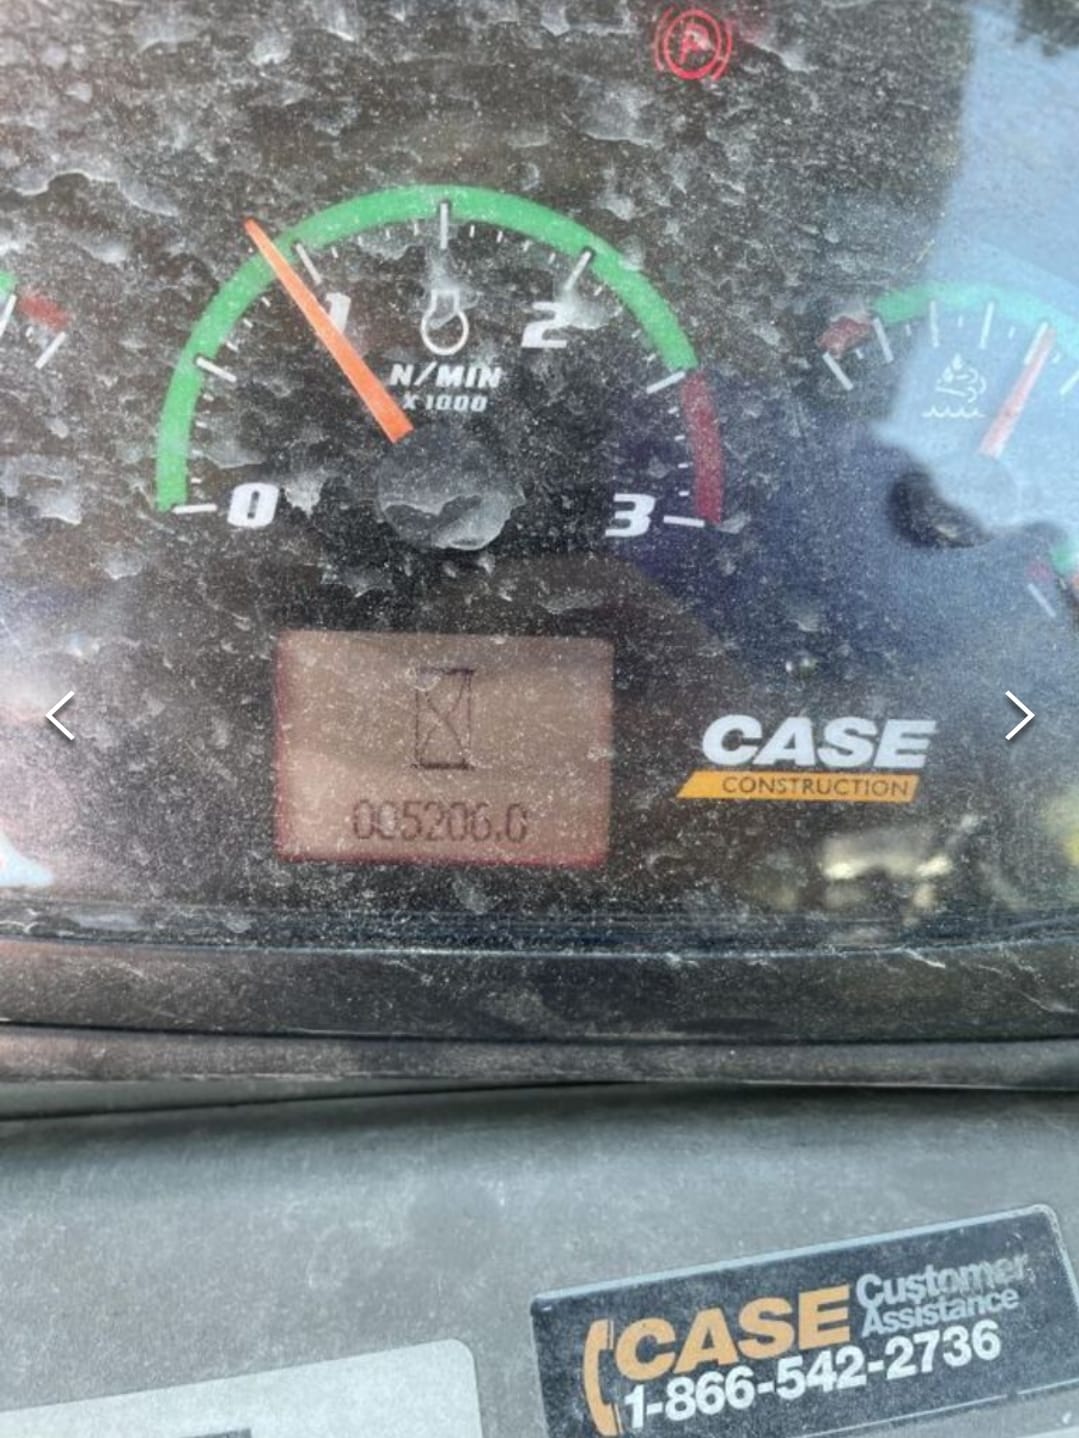 P
1
2
N/MIN
X1000
0
3
005206.0
CASE
CONSTRUCTION
CASE Customer Assistance
1-866-542-2736